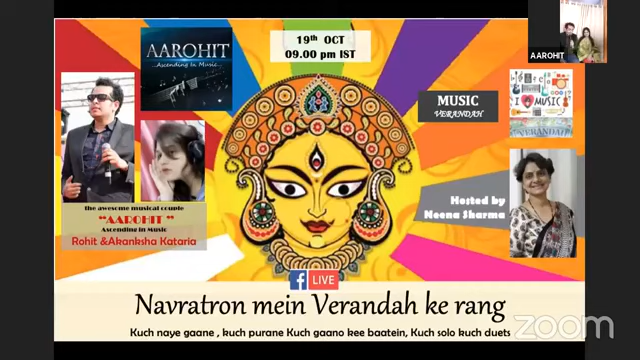 AAROHIT
19th OCT
09.00 pm IST
AAROHIT
...Ascending In Music...
MUSIC
VERANDAH
I MUSIC
VERANDAH
Hosted by
Neena Sharma
the awesome musical couple
"AAROHIT "
Ascending in Music
Rohit &Akanksha Kataria
f LIVE
Navratron mein Verandah ke rang
Kuch naye gaane , kuch purane Kuch gaano kee baatein, Kuch solo kuch duets
zoom